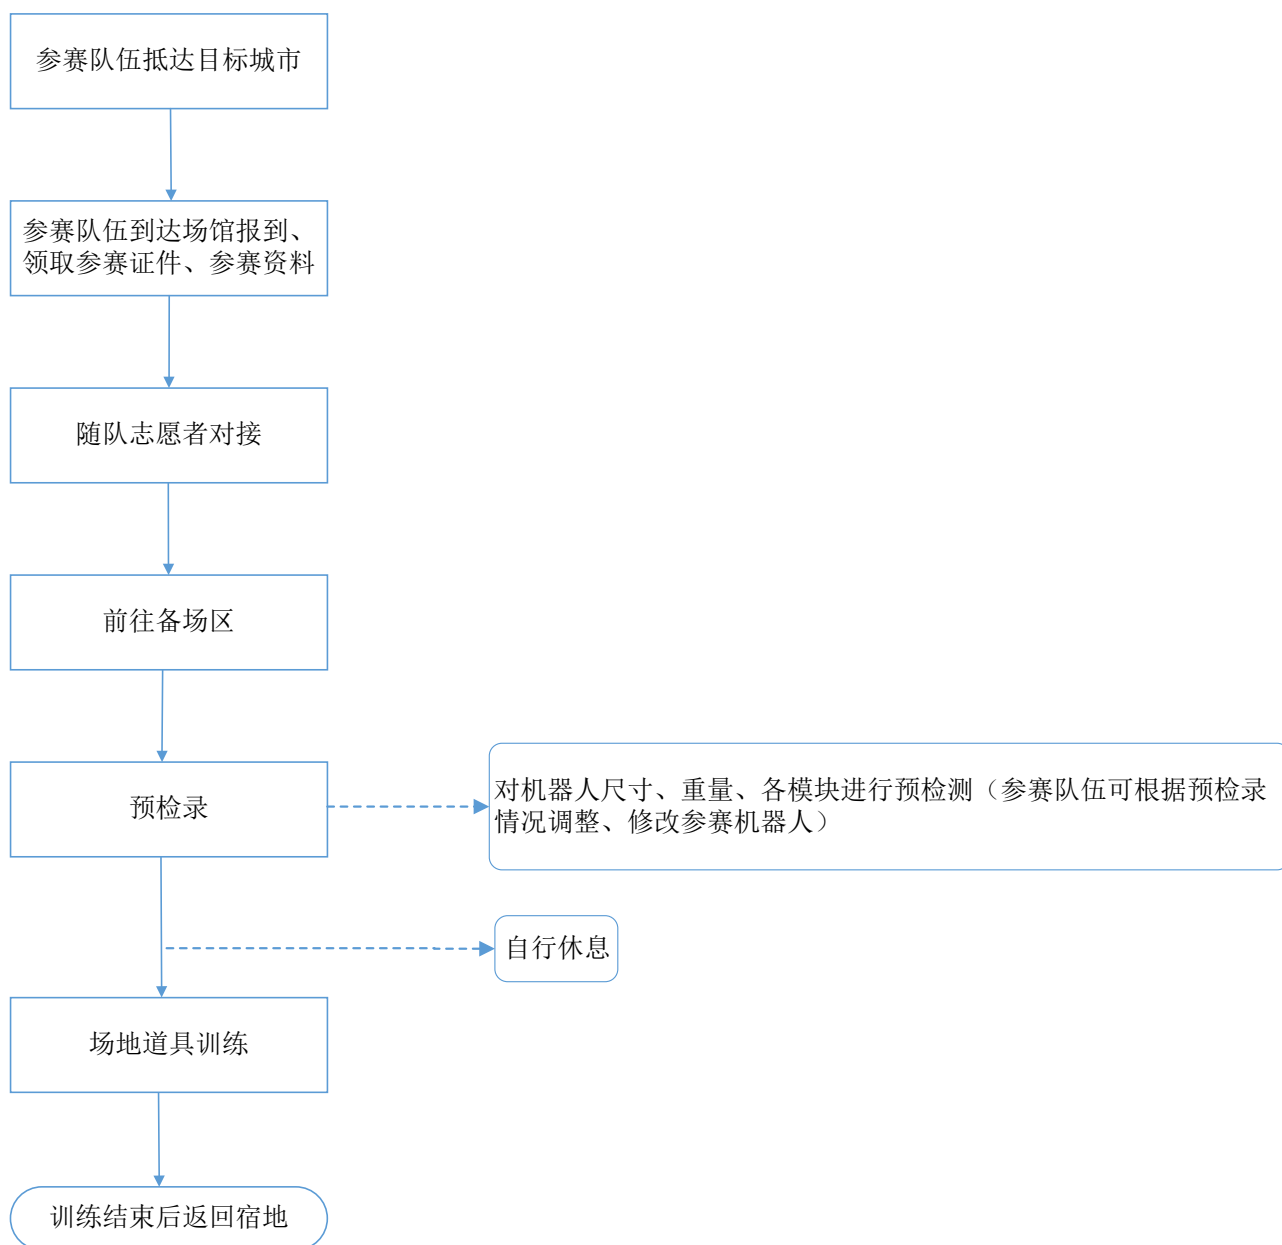 参赛队伍抵达目标城市
参赛队伍到达场馆报到、
领取参赛证件、参赛资料
随队志愿者对接
前往备场区
预检录
对机器人尺寸、重量、各模块进行预检测（参赛队伍可根据预检录
情况调整、修改参赛机器人）
自行休息
场地道具训练
训练结束后返回宿地